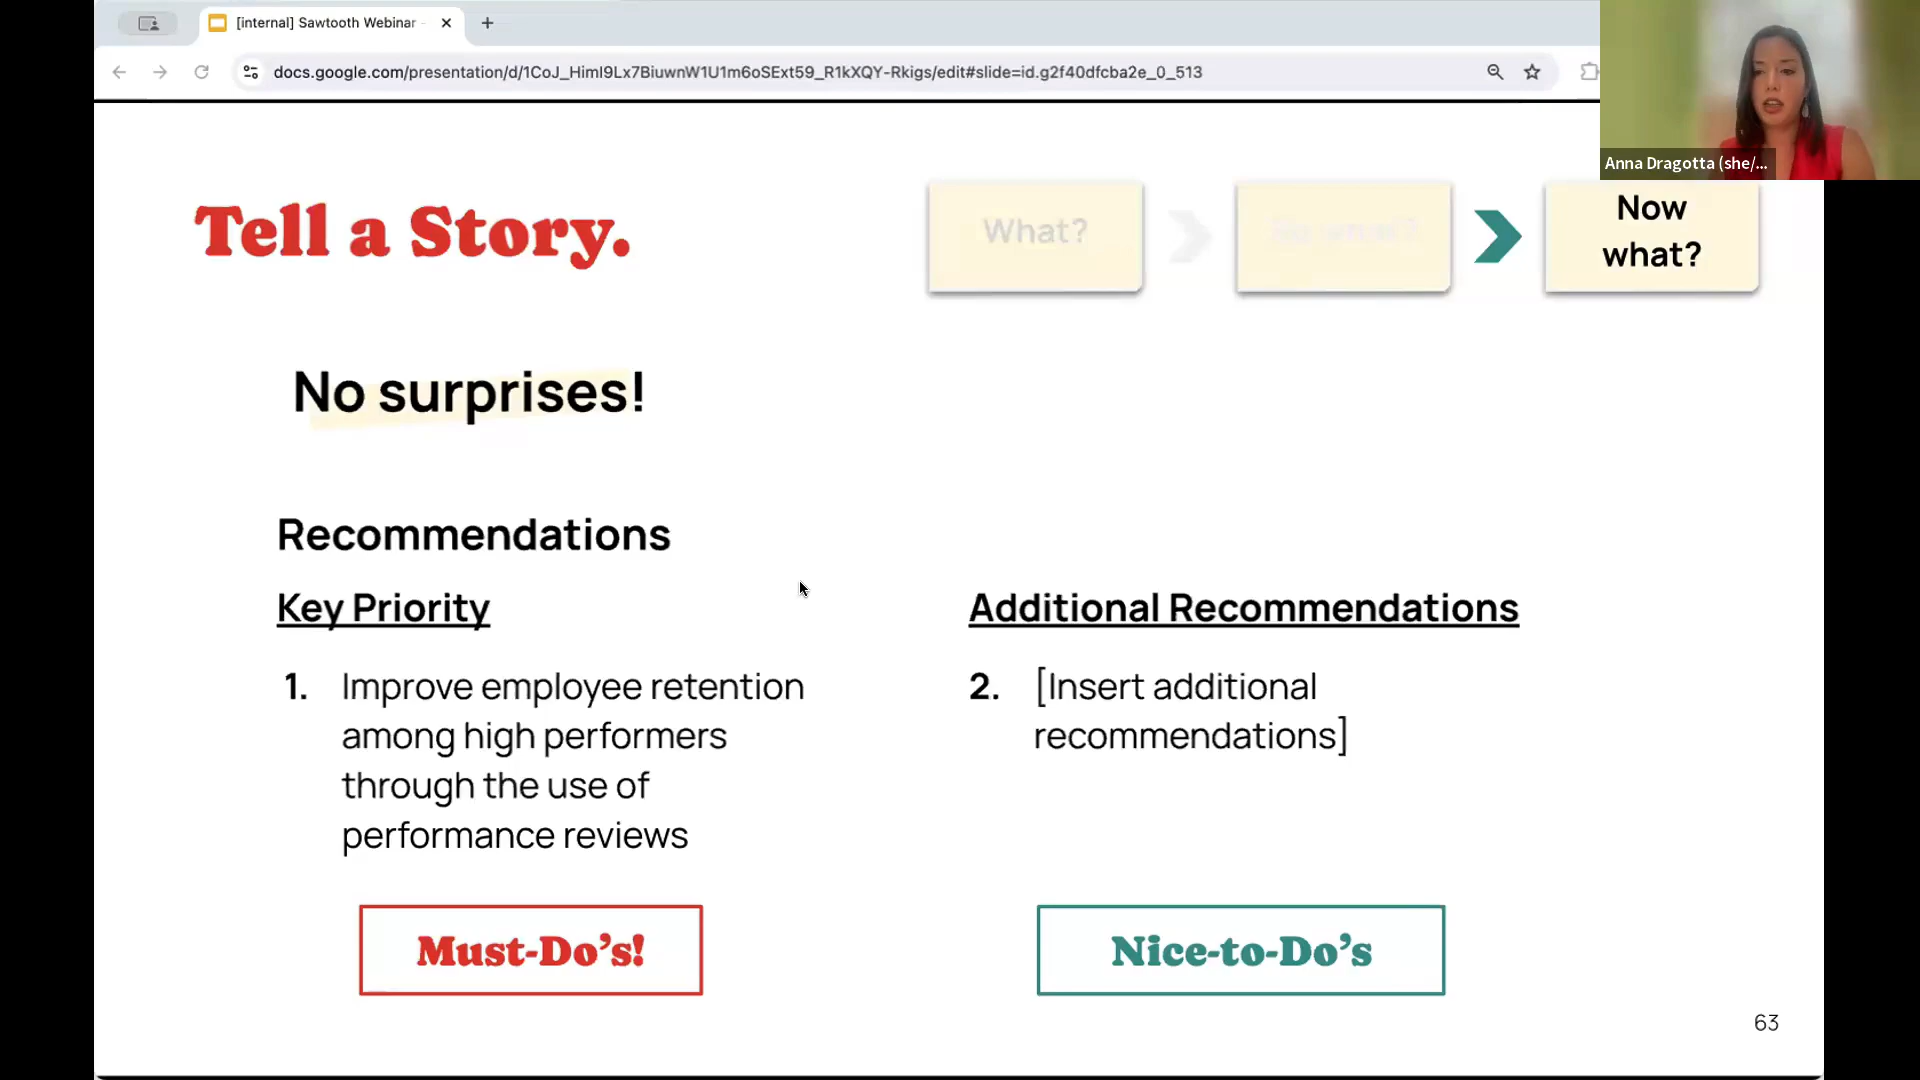 [internal] Sawtooth Webinar
docs.google.com/presentation/d/1CoJ_HimI9Lx7BiuwnW1U1m6oSExt59_R1kXQY-Rkigs/edit#slide=id.g2f40dfcba2e_0_513
Anna Dragotta (she/...
Tell a Story.
What?
So what?
Now
what?
No surprises!
Recommendations
Key Priority
1. Improve employee retention
among high performers
through the use of
performance reviews
Must-Do's!
Additional Recommendations
2. [Insert additional
recommendations]
Nice-to-Do's
63